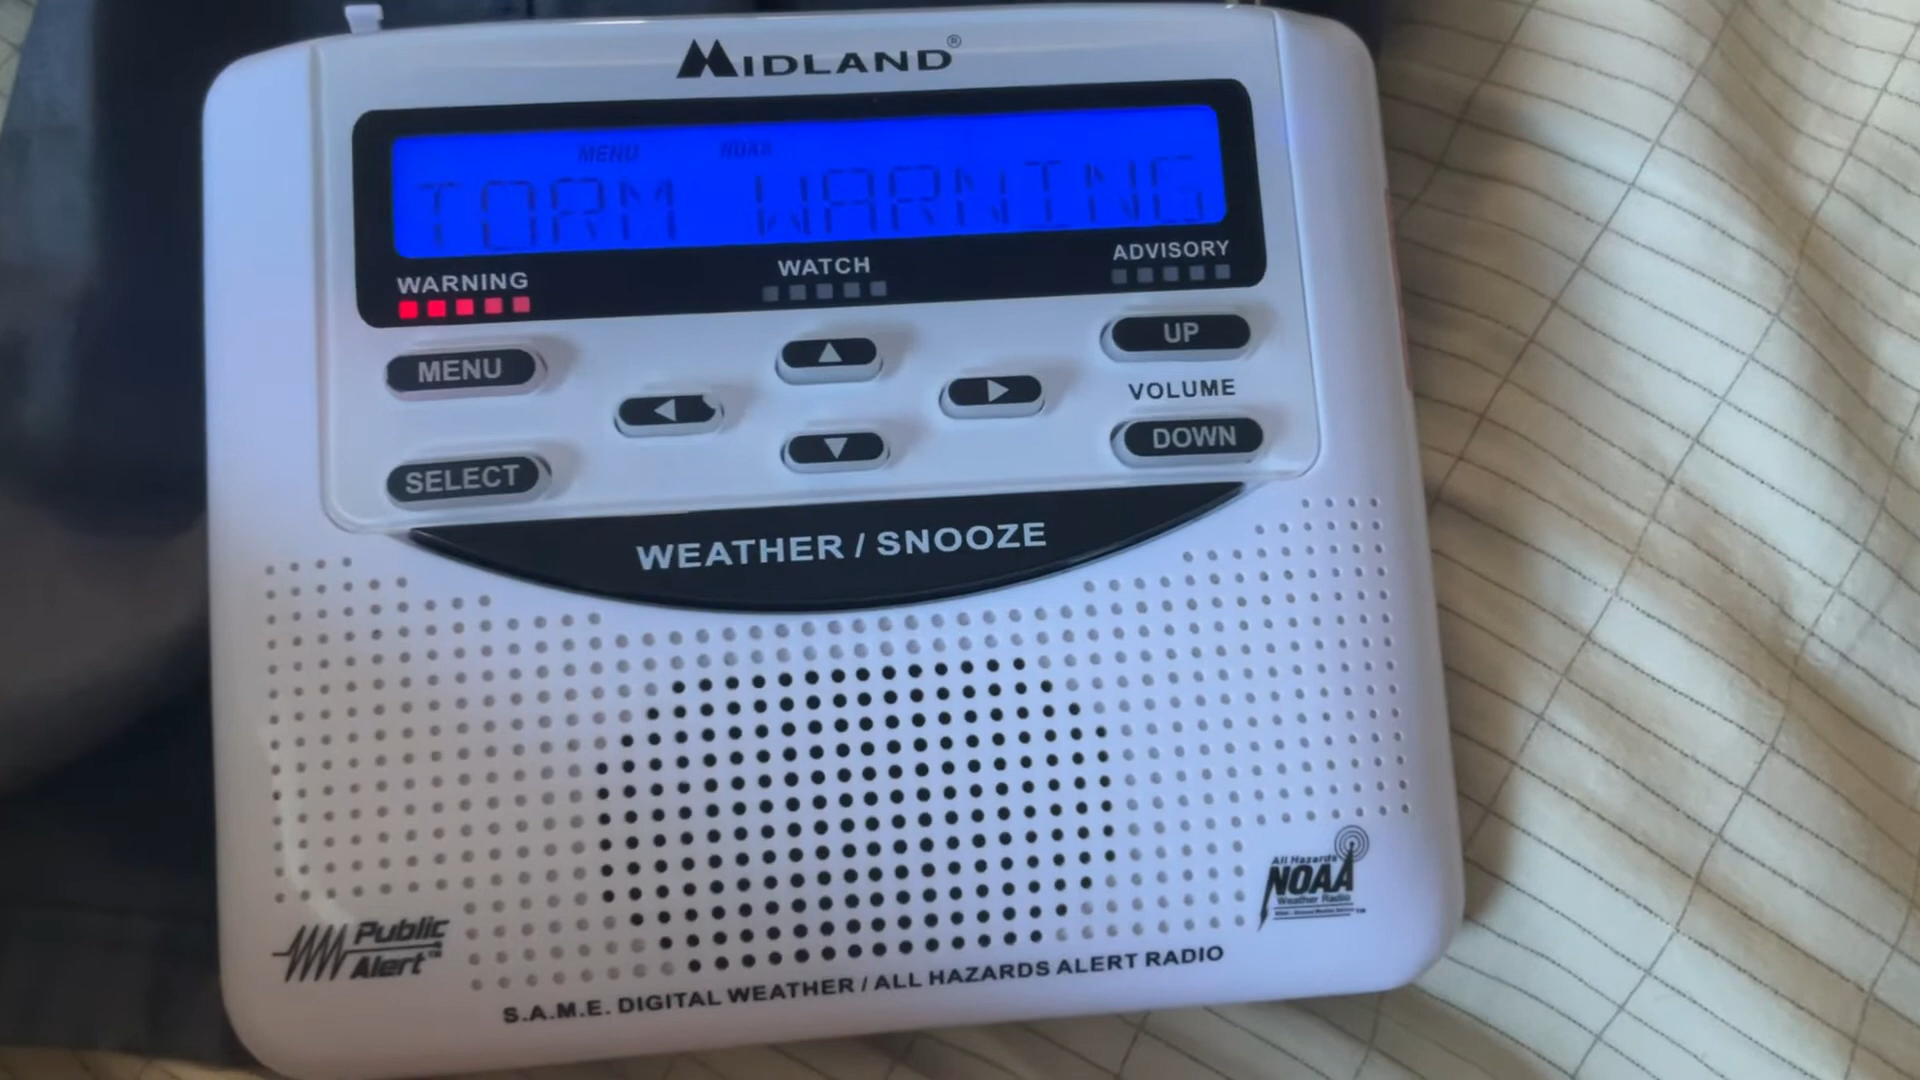 MIDLAND®
MENU NOAA
TORM WARNING
WARNING WATCH ADVISORY
MENU UP
VOLUME
SELECT DOWN
WEATHER / SNOOZE
All Hazards
NOAA
Weather Radio
Public
Alert™
S.A.M.E. DIGITAL WEATHER / ALL HAZARDS ALERT RADIO